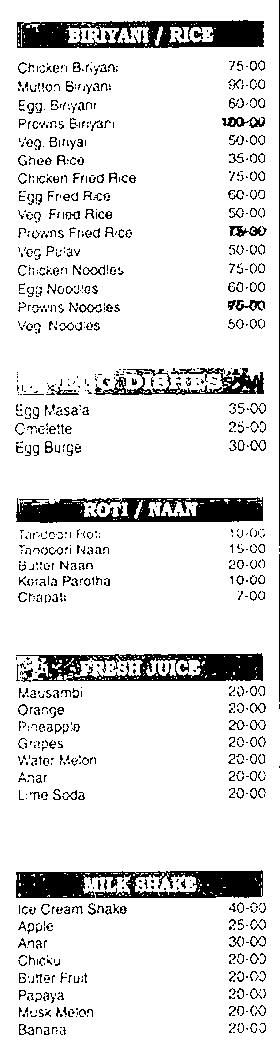 BIRIYANI / RICE
Chicken Biriyani 75-00
Mutton Biriyani 90-00
Egg. Biriyani 60-00
Prowns Biriyani 100-00
Veg. Biriyai 50-00
Ghee Rice 35-00
Chicken Fried Rice 75-00
Egg Fried Rice 60-00
Veg. Fried Rice 50-00
Prowns Fried Rice 75-00
Veg Pulav 50-00
Chicken Noodles 75-00
Egg Noodles 60-00
Prowns Noodles 75-00
Veg. Noodles 50-00
EGG DISHES
Egg Masala 35-00
Omelette 25-00
Egg Burge 30-00
ROTI / NAAN
Tandoori Roti 10-00
Tandoori Naan 15-00
Butter Naan 20-00
Kerala Parotha 10-00
Chapati 7-00
FRESH JUICE
Mausambi 20-00
Orange 20-00
Pineapple 20-00
Grapes 20-00
Water Melon 20-00
Anar 20-00
Lime Soda 20-00
MILK SHAKE
Ice Cream Shake 40-00
Apple 25-00
Anar 30-00
Chicku 20-00
Butter Fruit 20-00
Papaya 20-00
Musk Melon 20-00
Banana 20-00